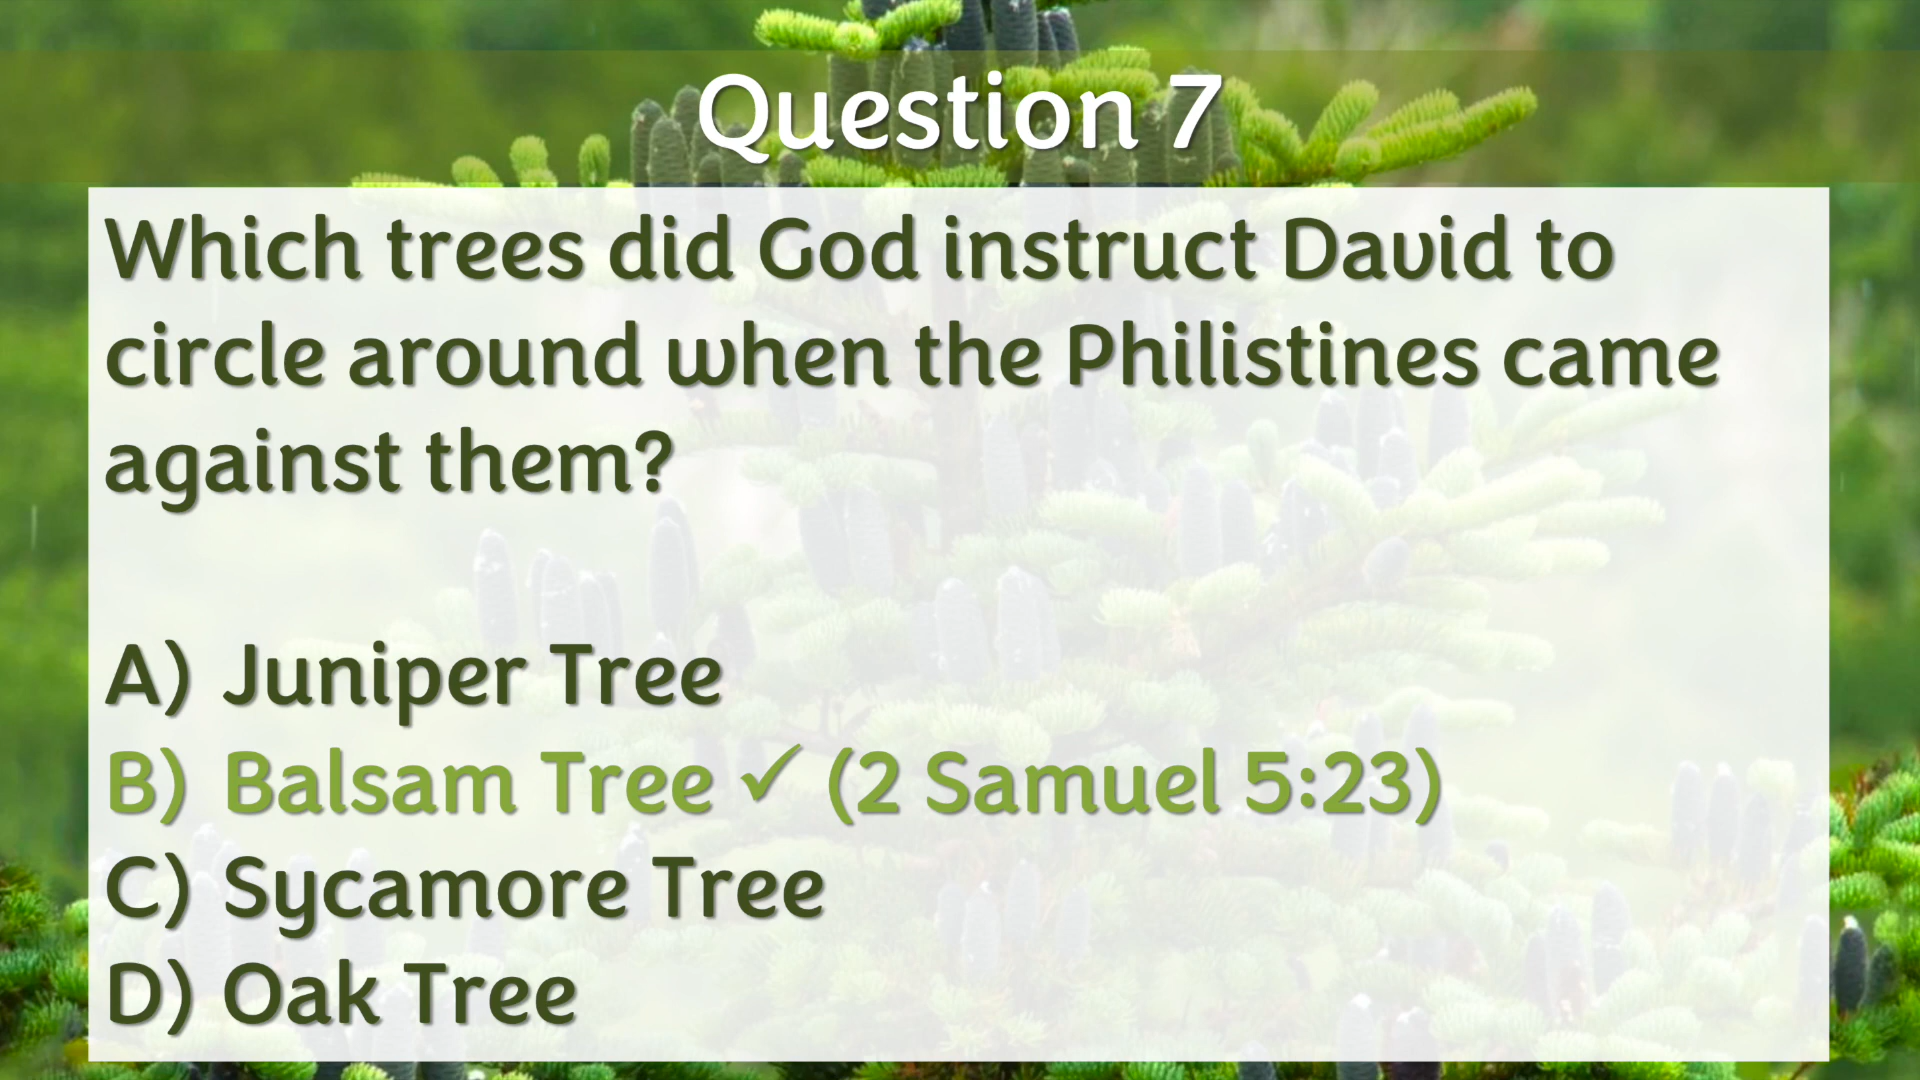 Question 7
Which trees did God instruct David to
circle around when the Philistines came
against them?
A) Juniper Tree
B) Balsam Tree ✓ (2 Samuel 5:23)
C) Sycamore Tree
D) Oak Tree